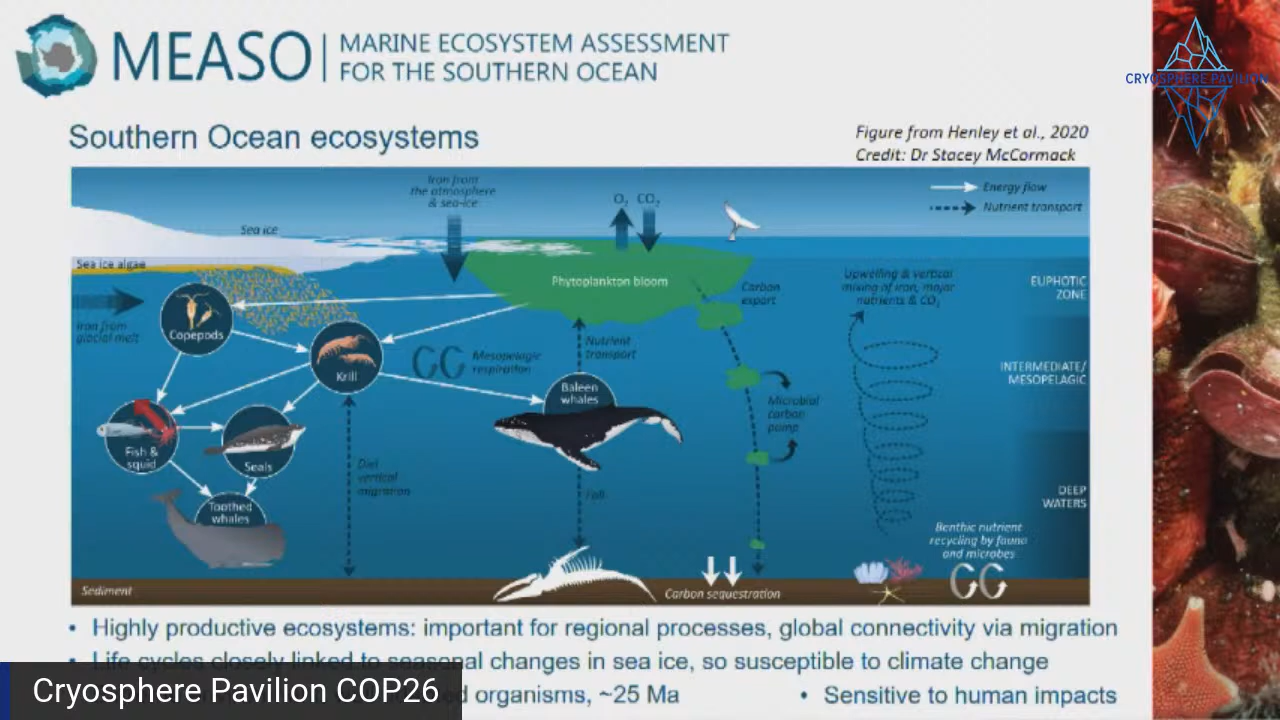 MEASO
MARINE ECOSYSTEM ASSESSMENT
FOR THE SOUTHERN OCEAN
CRYOSPHERE PAVILION
Southern Ocean ecosystems
Figure from Henley et al., 2020
Credit: Dr Stacey McCormack
Iron from
the atmosphere
& sea-ice
O₂ CO₂
Energy flow
Nutrient transport
Sea ice
Sea ice algae
Phytoplankton bloom
Carbon
export
Upwelling & vertical
mixing of iron, major
nutrients & CO₂
EUPHOTIC
ZONE
Iron from
glacial melt
Copepods
Krill
Mesopelagic
respiration
Nutrient
transport
Baleen
whales
INTERMEDIATE/
MESOPELAGIC
Microbial
carbon
pump
Fish &
squid
Seals
Toothed
whales
Diel
vertical
migration
Fall
DEEP
WATERS
Benthic nutrient
recycling by fauna
and microbes
Sediment
Carbon sequestration
• Highly productive ecosystems: important for regional processes, global connectivity via migration
• Life cycles closely linked to seasonal changes in sea ice, so susceptible to climate change
organisms, ~25 Ma
• Sensitive to human impacts
Cryosphere Pavilion COP26